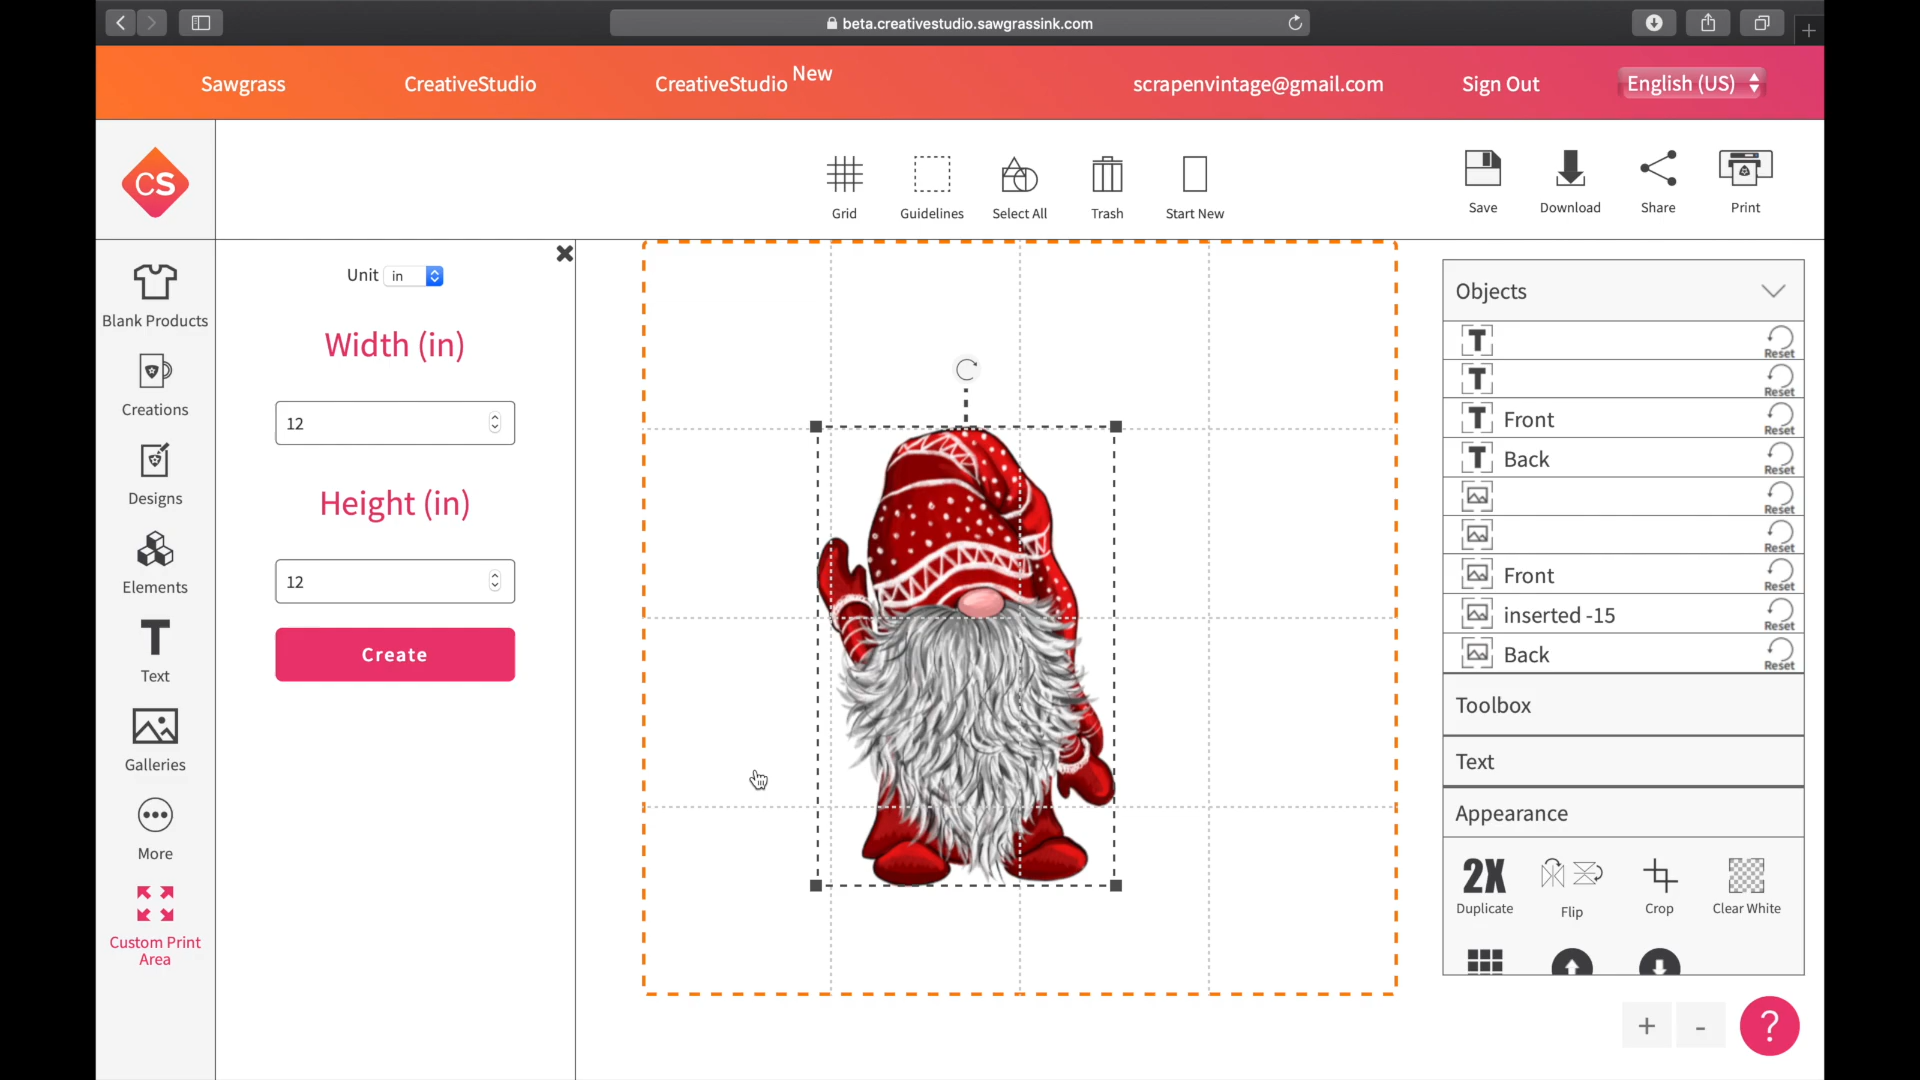 beta.creativestudio.sawgrassink.com
Sawgrass
CreativeStudio
CreativeStudio New
scrapenvintage@gmail.com
Sign Out
English (US)
CS
Grid
Guidelines
Select All
Trash
Start New
Save
Download
Share
Print
Blank Products
Creations
Designs
Elements
T
Text
Galleries
More
Custom Print
Area
Unit in
Width (in)
12
Height (in)
12
Create
Objects
T Reset
T Reset
T Front Reset
T Back Reset
Reset
Reset
Front Reset
inserted -15 Reset
Back Reset
Toolbox
Text
Appearance
2X
Duplicate
Flip
Crop
Clear White
+
-
?